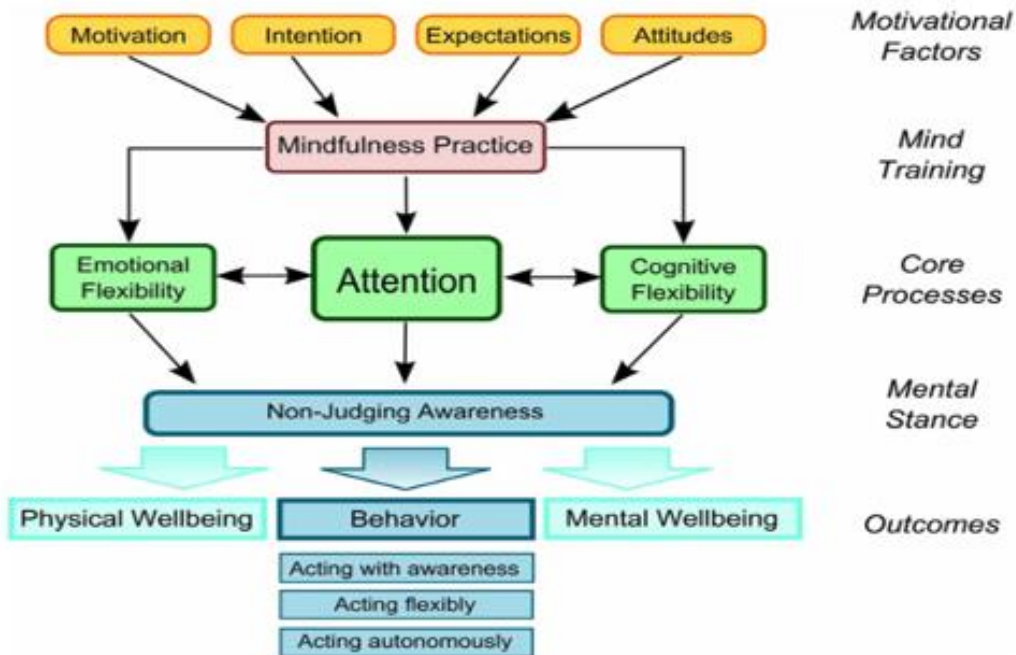 Motivation
Intention
Expectations
Attitudes
Motivational
Factors
Mindfulness Practice
Mind
Training
Emotional
Flexibility
Attention
Cognitive
Flexibility
Core
Processes
Non-Judging Awareness
Mental
Stance
Physical Wellbeing
Behavior
Mental Wellbeing
Outcomes
Acting with awareness
Acting flexibly
Acting autonomously